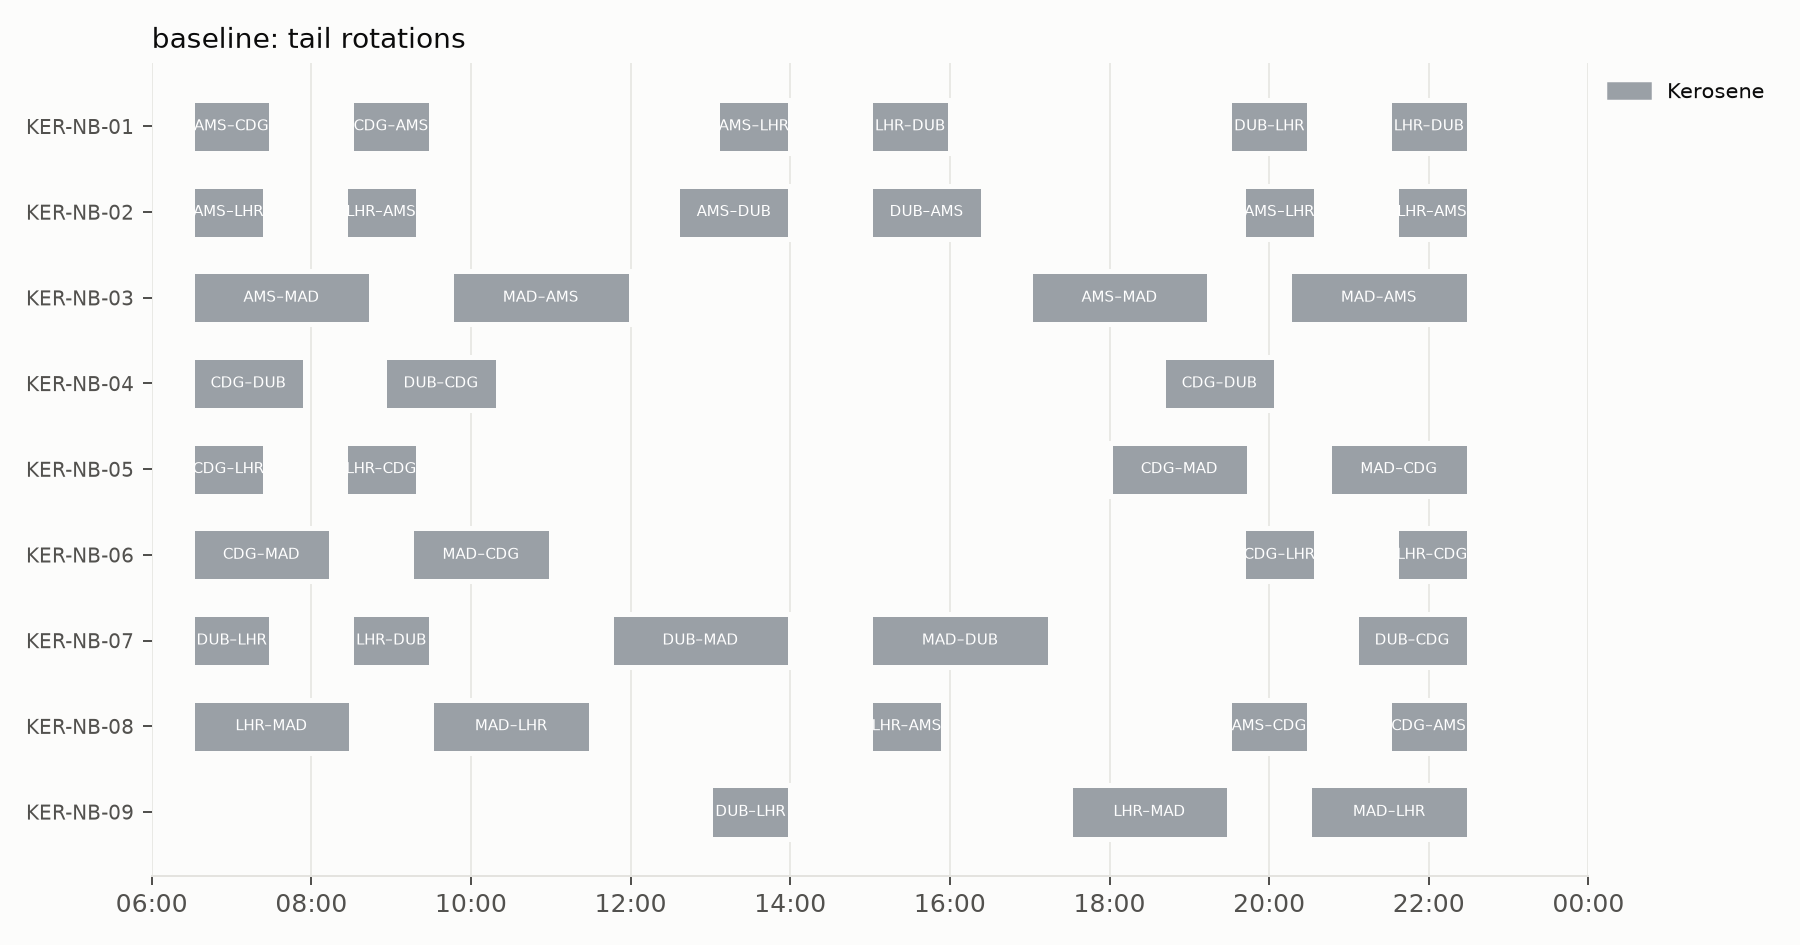 baseline: tail rotations
Kerosene
KER-NB-01 AMS–CDG CDG–AMS AMS–LHR LHR–DUB DUB–LHR LHR–DUB
KER-NB-02 AMS–LHR LHR–AMS AMS–DUB DUB–AMS AMS–LHR LHR–AMS
KER-NB-03 AMS–MAD MAD–AMS AMS–MAD MAD–AMS
KER-NB-04 CDG–DUB DUB–CDG CDG–DUB
KER-NB-05 CDG–LHR LHR–CDG CDG–MAD MAD–CDG
KER-NB-06 CDG–MAD MAD–CDG CDG–LHR LHR–CDG
KER-NB-07 DUB–LHR LHR–DUB DUB–MAD MAD–DUB DUB–CDG
KER-NB-08 LHR–MAD MAD–LHR LHR–AMS AMS–CDG CDG–AMS
KER-NB-09 DUB–LHR LHR–MAD MAD–LHR
06:00 08:00 10:00 12:00 14:00 16:00 18:00 20:00 22:00 00:00